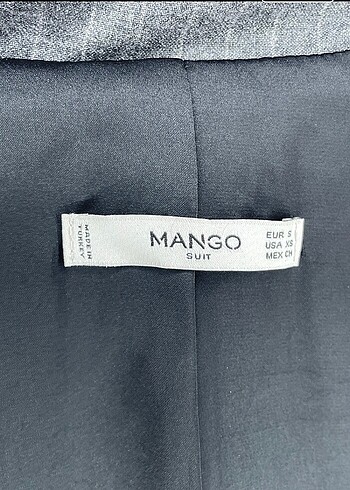 MADE IN
TURKEY
MANGO
SUIT
EUR S
USA XS
MEX CH